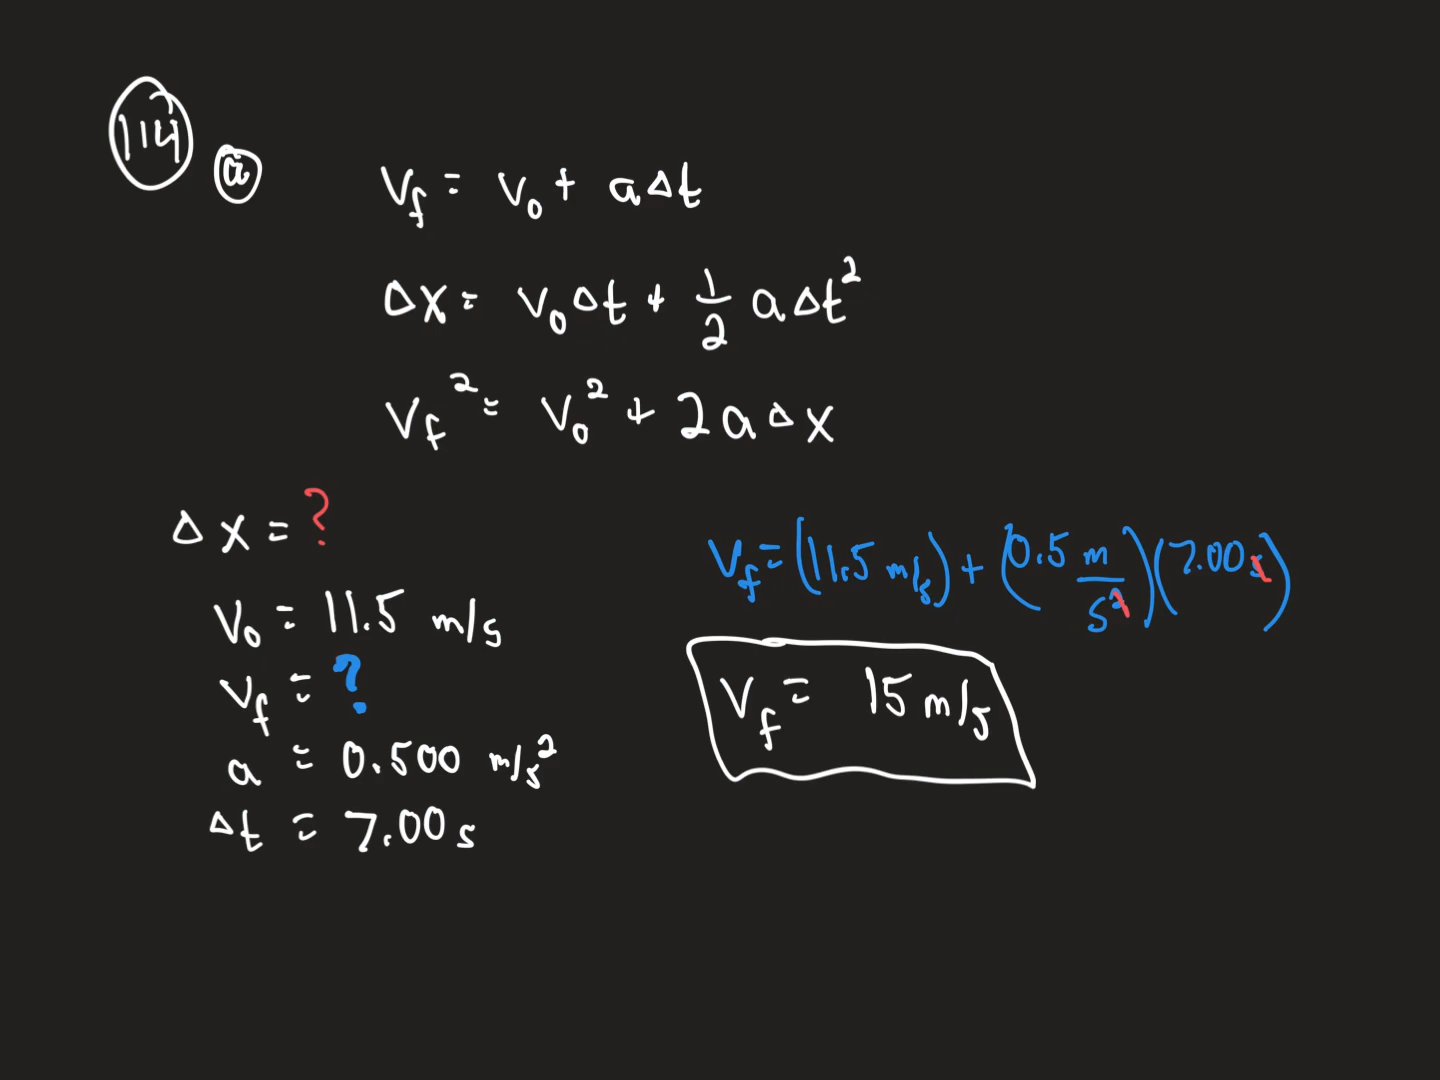 114
a
Vf = V₀ + aΔt
Δx = V₀Δt + 1/2 aΔt²
Vf² = V₀² + 2aΔx
Δx = ?
V₀ = 11.5 m/s
Vf = ?
a = 0.500 m/s²
Δt = 7.00 s
Vf = (11.5 m/s) + (0.5 m/s²)(7.00 s)
Vf = 15 m/s